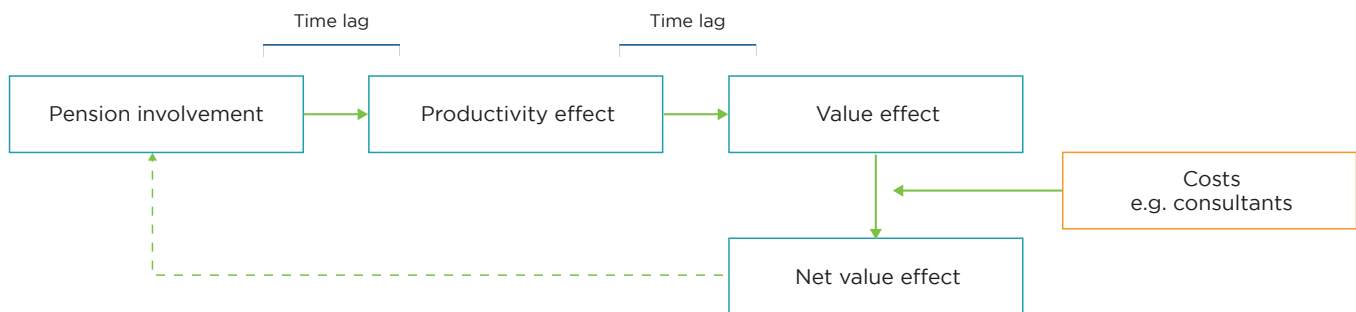 Time lag
Time lag
Pension involvement
Productivity effect
Value effect
Costs
e.g. consultants
Net value effect